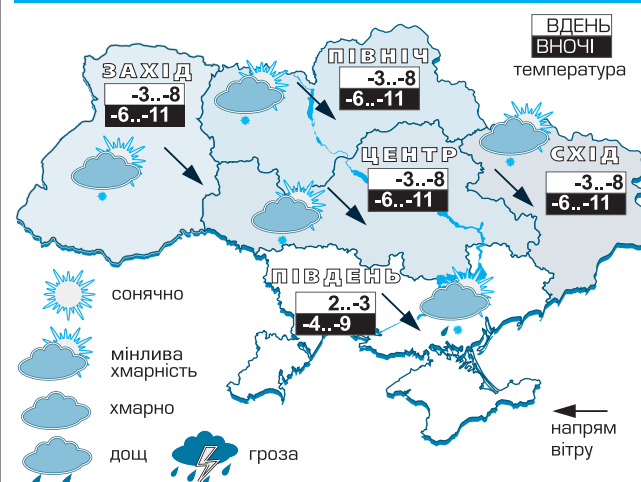 ВДЕНЬ
ВНОЧІ
температура
ЗАХІД
-3..-8
-6..-11
ПІВНІЧ
-3..-8
-6..-11
ЦЕНТР
-3..-8
-6..-11
СХІД
-3..-8
-6..-11
ПІВДЕНЬ
2..-3
-4..-9
сонячно
мінлива
хмарність
хмарно
дощ
гроза
напрям
вітру